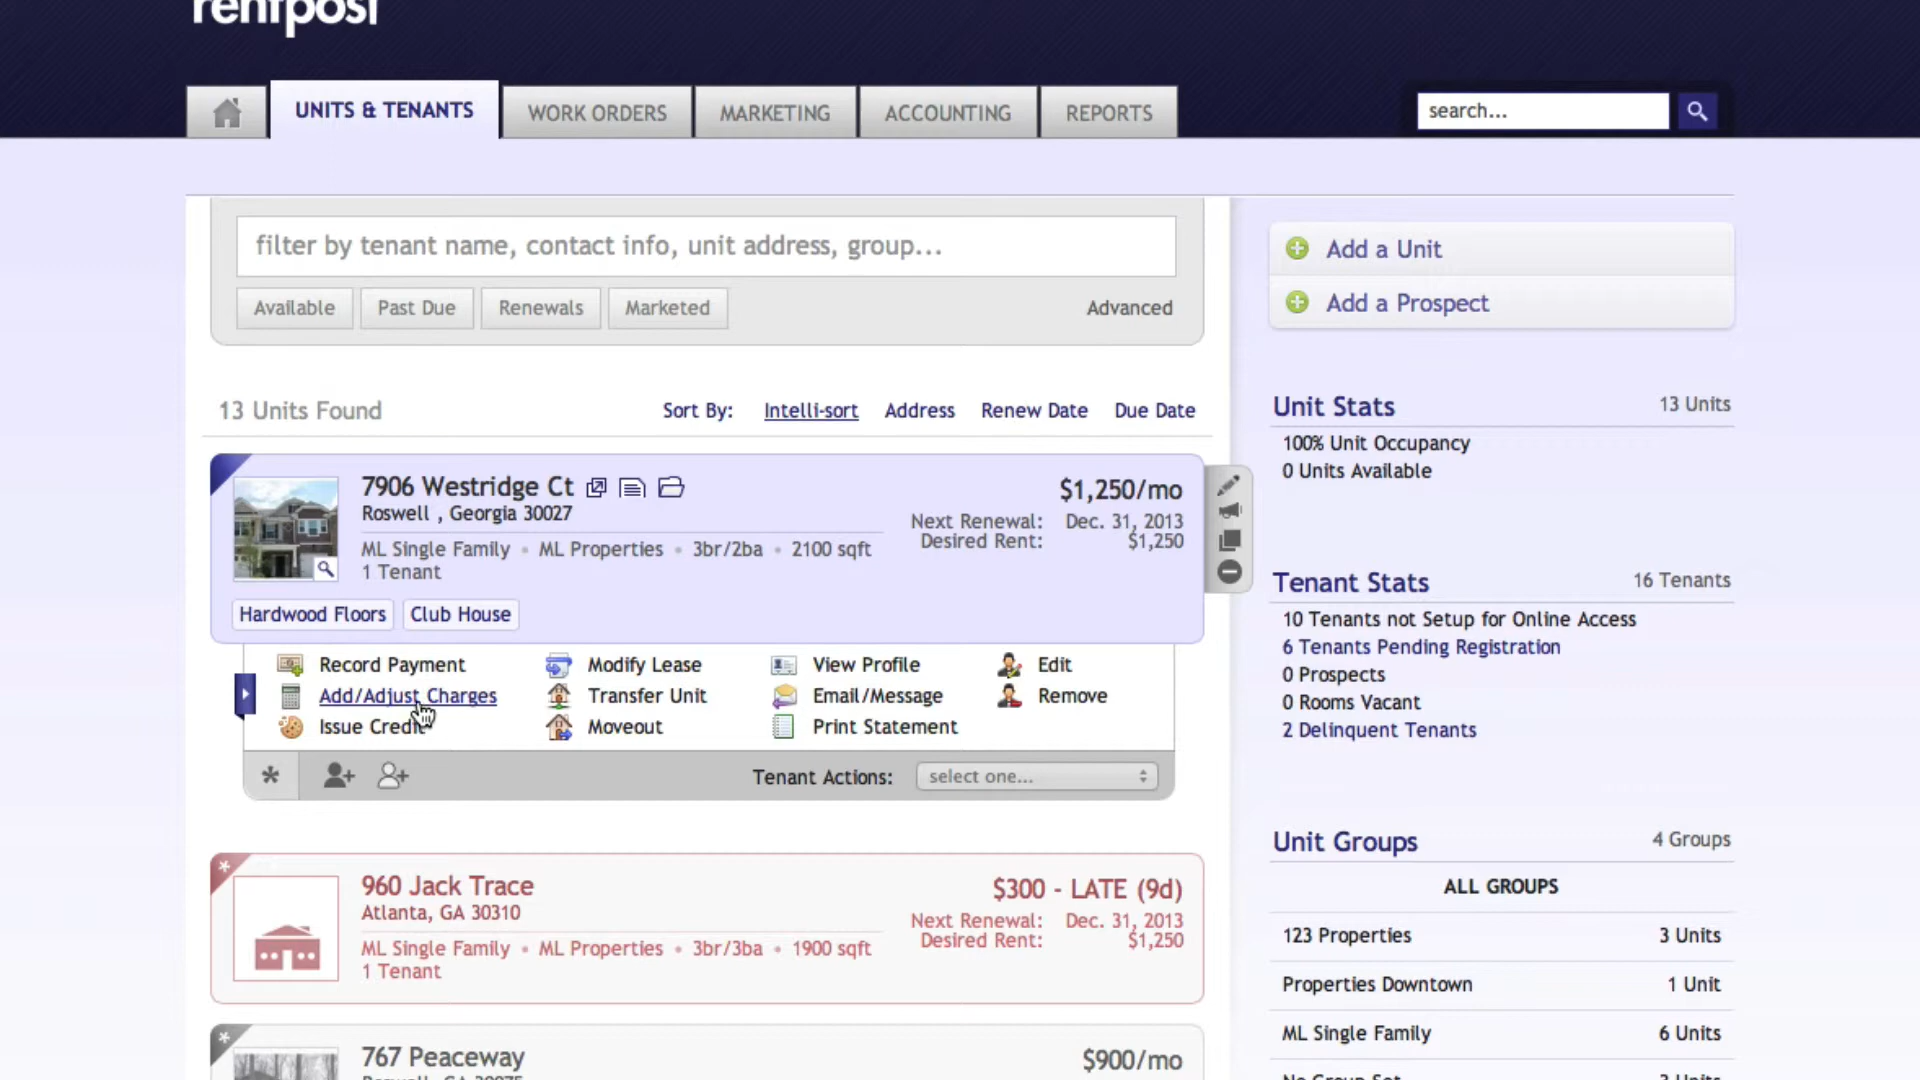 rentpost
UNITS & TENANTS
WORK ORDERS
MARKETING
ACCOUNTING
REPORTS
search...
filter by tenant name, contact info, unit address, group...
Available
Past Due
Renewals
Marketed
Advanced
13 Units Found
Sort By: Intelli-sort Address Renew Date Due Date
7906 Westridge Ct
Roswell , Georgia 30027
ML Single Family • ML Properties • 3br/2ba • 2100 sqft
1 Tenant
$1,250/mo
Next Renewal: Dec. 31, 2013
Desired Rent: $1,250
Hardwood Floors
Club House
Record Payment
Add/Adjust Charges
Issue Credit
Modify Lease
Transfer Unit
Moveout
View Profile
Email/Message
Print Statement
Edit
Remove
Tenant Actions: select one...
960 Jack Trace
Atlanta, GA 30310
ML Single Family • ML Properties • 3br/3ba • 1900 sqft
1 Tenant
$300 - LATE (9d)
Next Renewal: Dec. 31, 2013
Desired Rent: $1,250
767 Peaceway
Roswell, GA 30075
$900/mo
Add a Unit
Add a Prospect
Unit Stats 13 Units
100% Unit Occupancy
0 Units Available
Tenant Stats 16 Tenants
10 Tenants not Setup for Online Access
6 Tenants Pending Registration
0 Prospects
0 Rooms Vacant
2 Delinquent Tenants
Unit Groups 4 Groups
ALL GROUPS
123 Properties 3 Units
Properties Downtown 1 Unit
ML Single Family 6 Units
No Group Set 3 Units